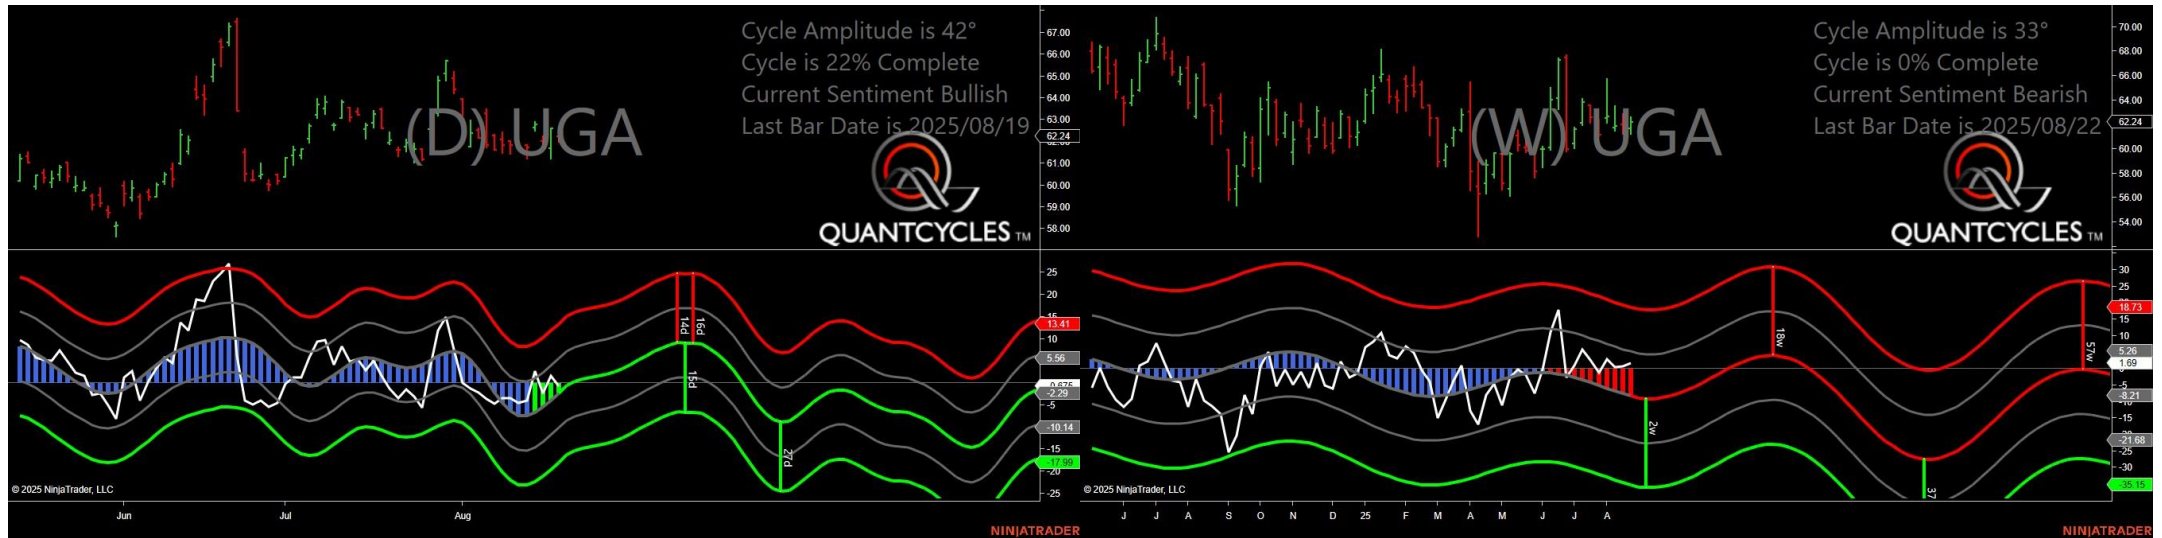 Cycle Amplitude is 42°
Cycle is 22% Complete
Current Sentiment Bullish
Last Bar Date is 2025/08/19
(D) UGA
QUANTCYCLES TM
67.00
66.00
65.00
64.00
63.00
62.24
61.00
60.00
59.00
58.00
25
20
13.41
10
5.56
-2.29
-5
-10.14
-15
-17.99
-20
-25
14d
16d
15d
27d
© 2025 NinjaTrader, LLC
Jun Jul Aug
NINJATRADER
Cycle Amplitude is 33°
Cycle is 0% Complete
Current Sentiment Bearish
Last Bar Date is 2025/08/22
(W) UGA
QUANTCYCLES TM
70.00
68.00
66.00
64.00
62.24
60.00
58.00
56.00
54.00
30
25
18.73
15
10
5.26
1.69
-5
-8.21
-15
-21.68
-25
-30
-35.15
2w
18w
37
57w
© 2025 NinjaTrader, LLC
J J A S O N D 25 F M A M J J A
NINJATRADER